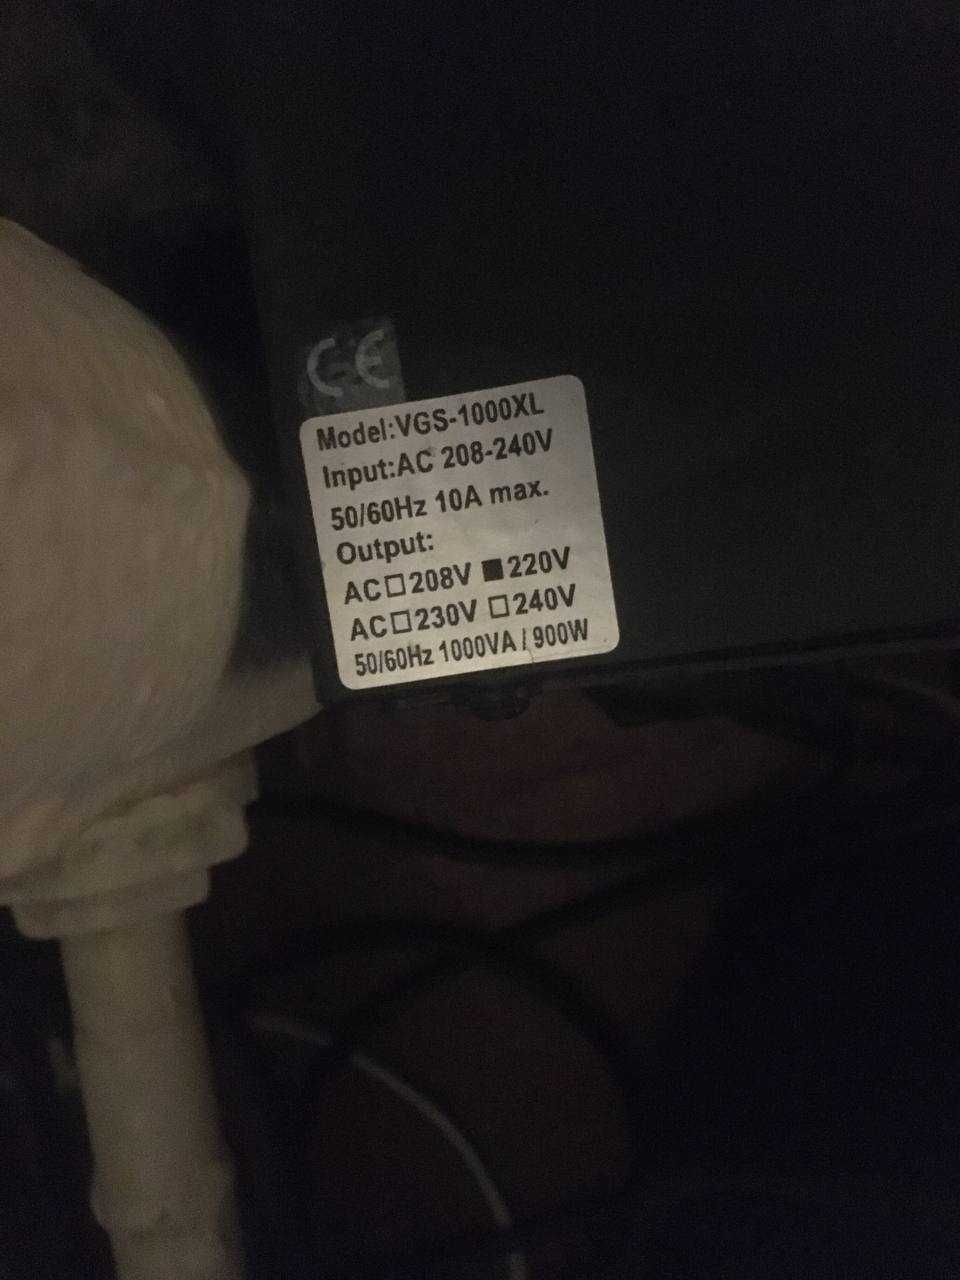 CE
Model:VGS-1000XL
Input:AC 208-240V
50/60Hz 10A max.
Output:
AC□208V ■220V
AC□230V □240V
50/60Hz 1000VA / 900W